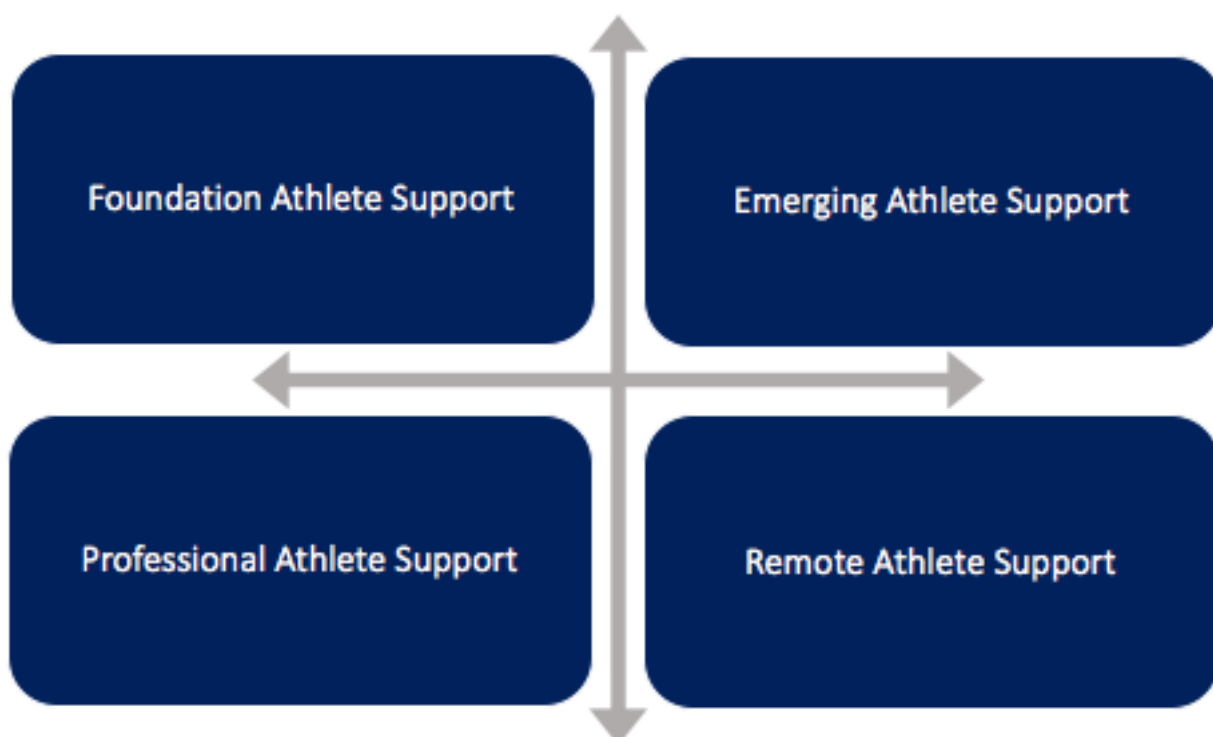 Foundation Athlete Support
Emerging Athlete Support
Professional Athlete Support
Remote Athlete Support